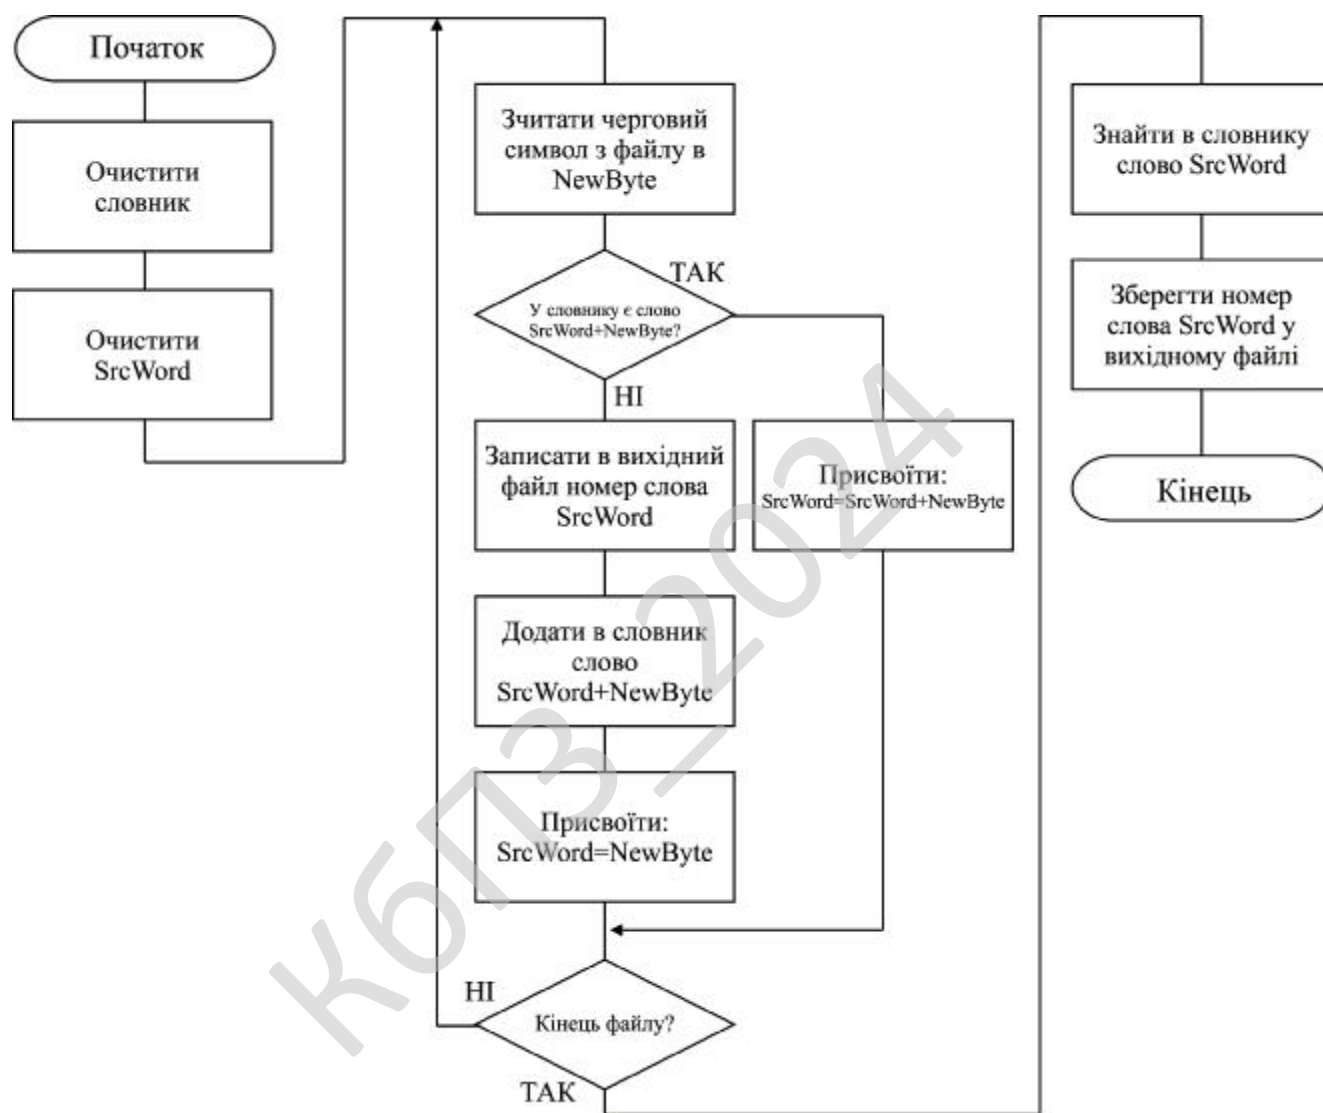 Початок
Очистити
словник
Очистити
SrcWord
Зчитати черговий
символ з файлу в
NewByte
ТАК
У словнику є слово
SrcWord+NewByte?
НІ
Записати в вихідний
файл номер слова
SrcWord
Присвоїти:
SrcWord=SrcWord+NewByte
Додати в словник
слово
SrcWord+NewByte
Присвоїти:
SrcWord=NewByte
НІ
Кінець файлу?
ТАК
Знайти в словнику
слово SrcWord
Зберегти номер
слова SrcWord у
вихідному файлі
Кінець
КбПЗ_2024